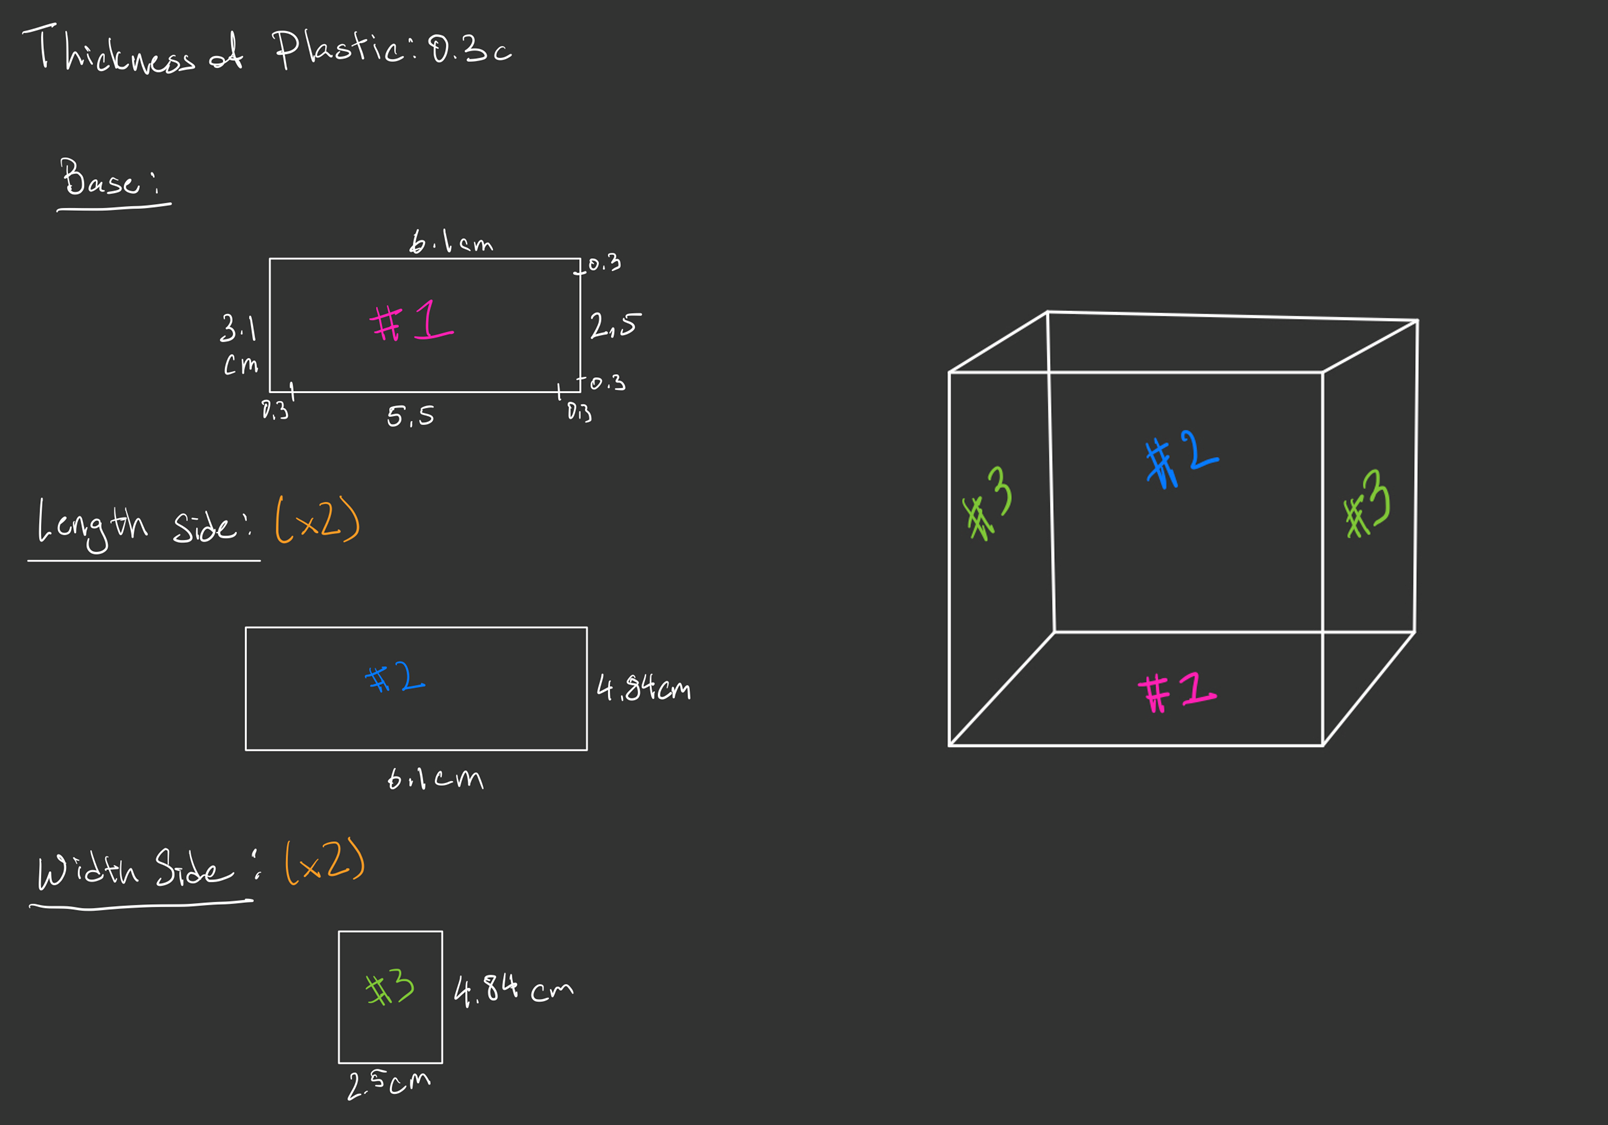 Thickness of Plastic: 0.3c
Base:
6.1cm
0.3
#1
3.1
cm
2.5
0.3
0.3
5.5
0.3
Length Side: (x2)
#2
4.84cm
6.1cm
Width Side: (x2)
#3
4.84 cm
2.5cm
#2
#3
#3
#1